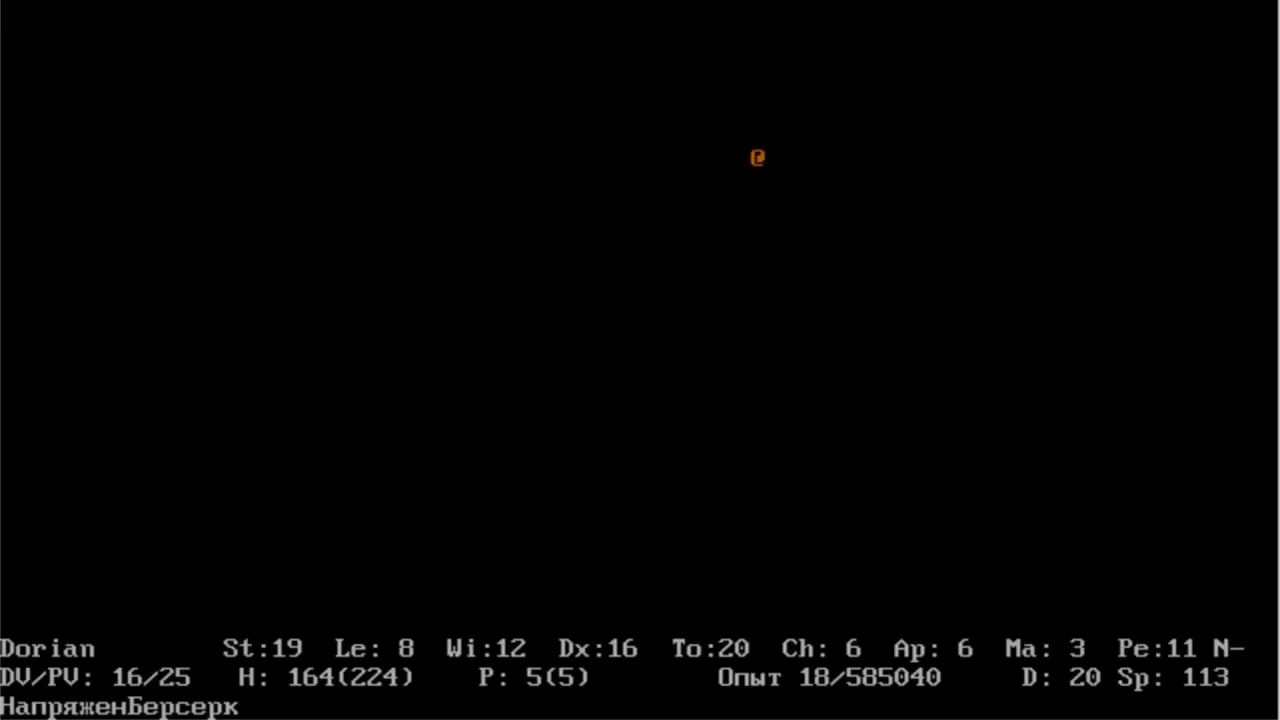 @
Dorian St:19 Le: 8 Wi:12 Dx:16 To:20 Ch: 6 Ap: 6 Ma: 3 Pe:11 N-
DV/PV: 16/25 H: 164(224) P: 5(5) Опыт 18/585040 D: 20 Sp: 113
НапряженБерсерк